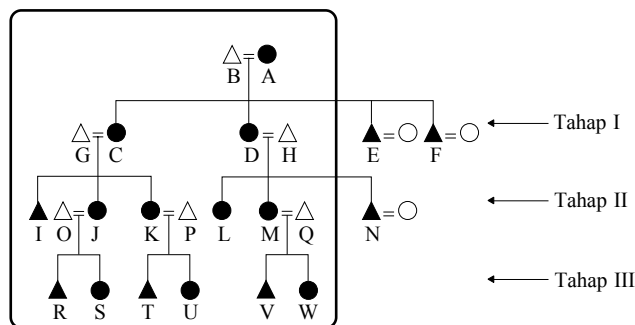 B A
Tahap I
G C D H E F
Tahap II
I O J K P L M Q N
Tahap III
R S T U V W